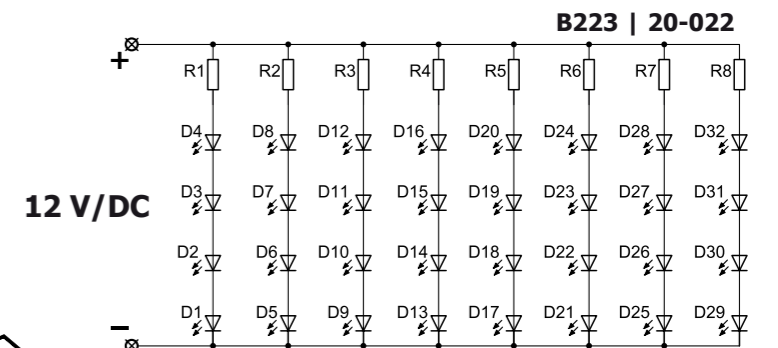 B223 | 20-022
+
R1 R2 R3 R4 R5 R6 R7 R8
D4 D8 D12 D16 D20 D24 D28 D32
D3 D7 D11 D15 D19 D23 D27 D31
12 V/DC
D2 D6 D10 D14 D18 D22 D26 D30
D1 D5 D9 D13 D17 D21 D25 D29
−